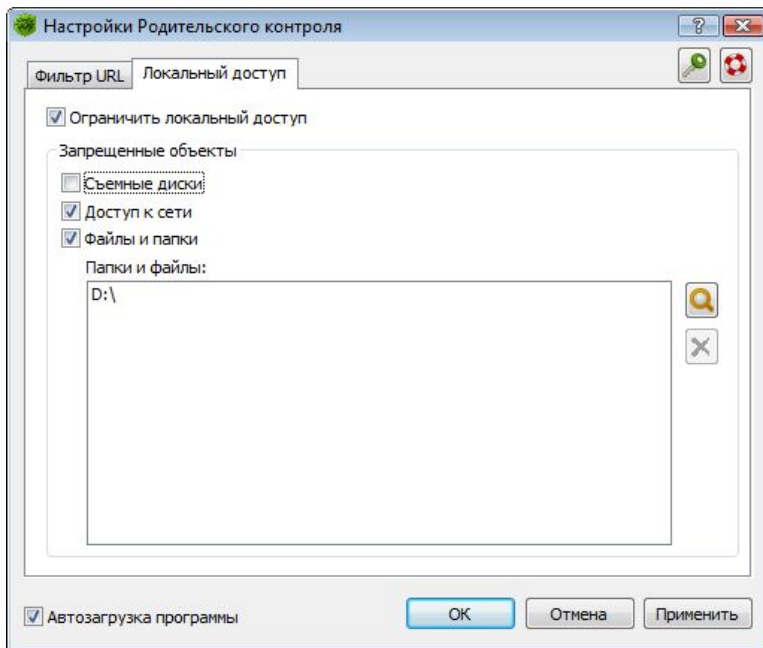 Настройки Родительского контроля
Фильтр URL
Локальный доступ
Ограничить локальный доступ
Запрещенные объекты
Съемные диски
Доступ к сети
Файлы и папки
Папки и файлы:
D:\
Автозагрузка программы
ОК
Отмена
Применить